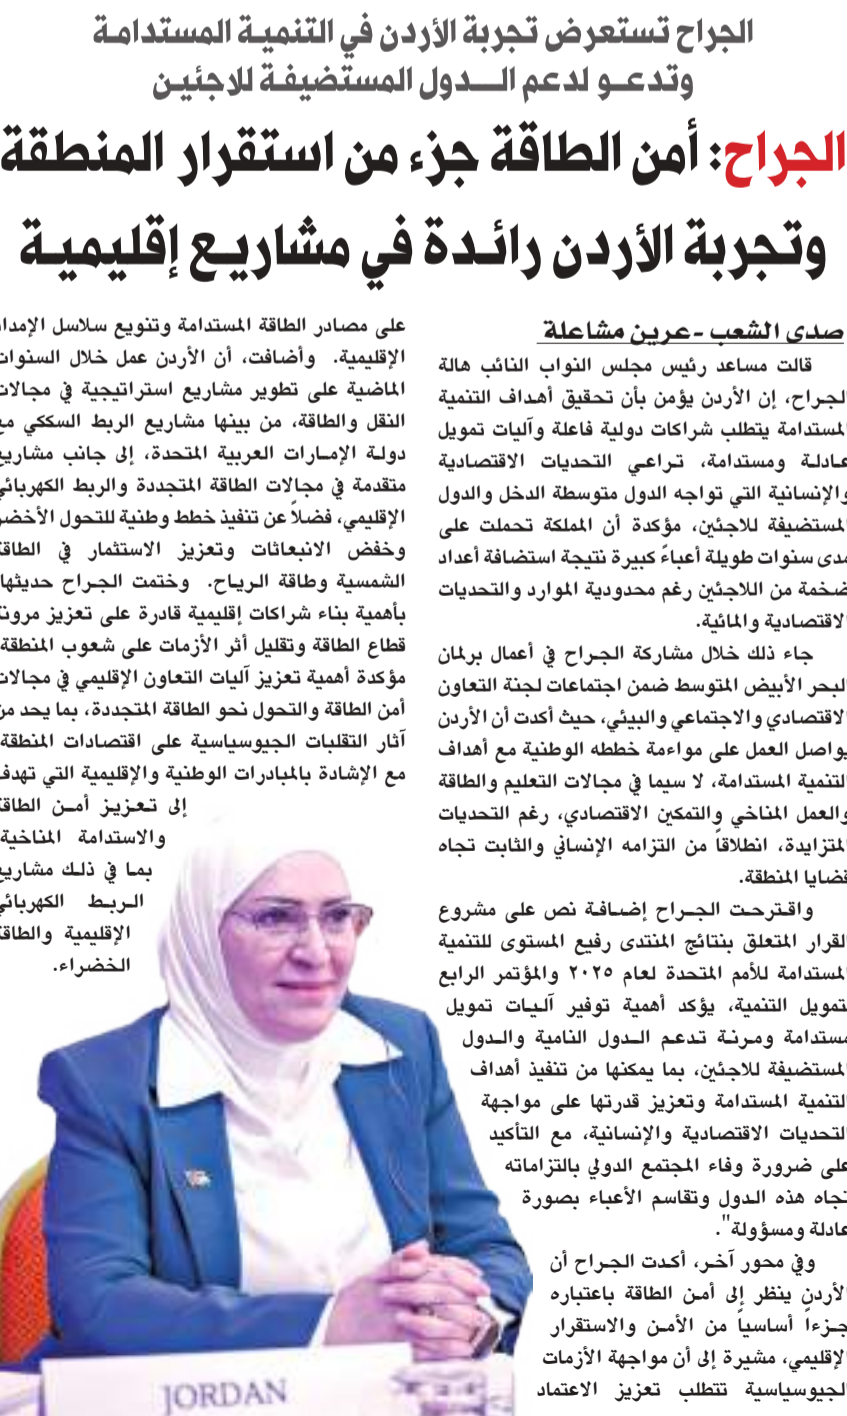 الجراح تستعرض تجربة الأردن في التنمية المستدامة
وتدعو لدعم الدول المستضيفة للاجئين
الجراح: أمن الطاقة جزء من استقرار المنطقة
وتجربة الأردن رائدة في مشاريع إقليمية
صدى الشعب - عرين مشاعلة
قالت مساعد رئيس مجلس النواب النائب هالة
الجراح، إن الأردن يؤمن بأن تحقيق أهداف التنمية
المستدامة يتطلب شراكات دولية فاعلة وآليات تمويل
عادلة ومستدامة، تراعي التحديات الاقتصادية
والإنسانية التي تواجه الدول متوسطة الدخل والدول
المستضيفة للاجئين، مؤكدة أن المملكة تحملت على
مدى سنوات طويلة أعباءً كبيرة نتيجة استضافة أعداد
ضخمة من اللاجئين رغم محدودية الموارد والتحديات
الاقتصادية والمائية.
جاء ذلك خلال مشاركة الجراح في أعمال برلمان
البحر الأبيض المتوسط ضمن اجتماعات لجنة التعاون
الاقتصادي والاجتماعي والبيئي، حيث أكدت أن الأردن
يواصل العمل على مواءمة خططه الوطنية مع أهداف
التنمية المستدامة، لا سيما في مجالات التعليم والطاقة
والعمل المناخي والتمكين الاقتصادي، رغم التحديات
المتزايدة، انطلاقاً من التزامه الإنساني والثابت تجاه
قضايا المنطقة.
واقترحت الجراح إضافة نص على مشروع
القرار المتعلق بنتائج المنتدى رفيع المستوى للتنمية
المستدامة للأمم المتحدة لعام ٢٠٢٥ والمؤتمر الرابع
لتمويل التنمية، يؤكد أهمية توفير آليات تمويل
مستدامة ومرنة تدعم الدول النامية والدول
المستضيفة للاجئين، بما يمكنها من تنفيذ أهداف
التنمية المستدامة وتعزيز قدرتها على مواجهة
التحديات الاقتصادية والإنسانية، مع التأكيد
على ضرورة وفاء المجتمع الدولي بالتزاماته
تجاه هذه الدول وتقاسم الأعباء بصورة
عادلة ومسؤولة".
وفي محور آخر، أكدت الجراح أن
الأردن ينظر إلى أمن الطاقة باعتباره
جزءاً أساسياً من الأمن والاستقرار
الإقليمي، مشيرة إلى أن مواجهة الأزمات
الجيوسياسية تتطلب تعزيز الاعتماد
على مصادر الطاقة المستدامة وتنويع سلاسل الإمداد
الإقليمية. وأضافت، أن الأردن عمل خلال السنوات
الماضية على تطوير مشاريع استراتيجية في مجالات
النقل والطاقة، من بينها مشاريع الربط السككي مع
دولة الإمارات العربية المتحدة، إلى جانب مشاريع
متقدمة في مجالات الطاقة المتجددة والربط الكهربائي
الإقليمي، فضلاً عن تنفيذ خطط وطنية للتحول الأخضر
وخفض الانبعاثات وتعزيز الاستثمار في الطاقة
الشمسية وطاقة الرياح. وختمت الجراح حديثها،
بأهمية بناء شراكات إقليمية قادرة على تعزيز مرونة
قطاع الطاقة وتقليل أثر الأزمات على شعوب المنطقة،
مؤكدة أهمية تعزيز آليات التعاون الإقليمي في مجالات
أمن الطاقة والتحول نحو الطاقة المتجددة، بما يحد من
آثار التقلبات الجيوسياسية على اقتصادات المنطقة،
مع الإشادة بالمبادرات الوطنية والإقليمية التي تهدف
إلى تعزيز أمن الطاقة
والاستدامة المناخية،
بما في ذلك مشاريع
الربط الكهربائي
الإقليمية والطاقة
الخضراء.
JORDAN